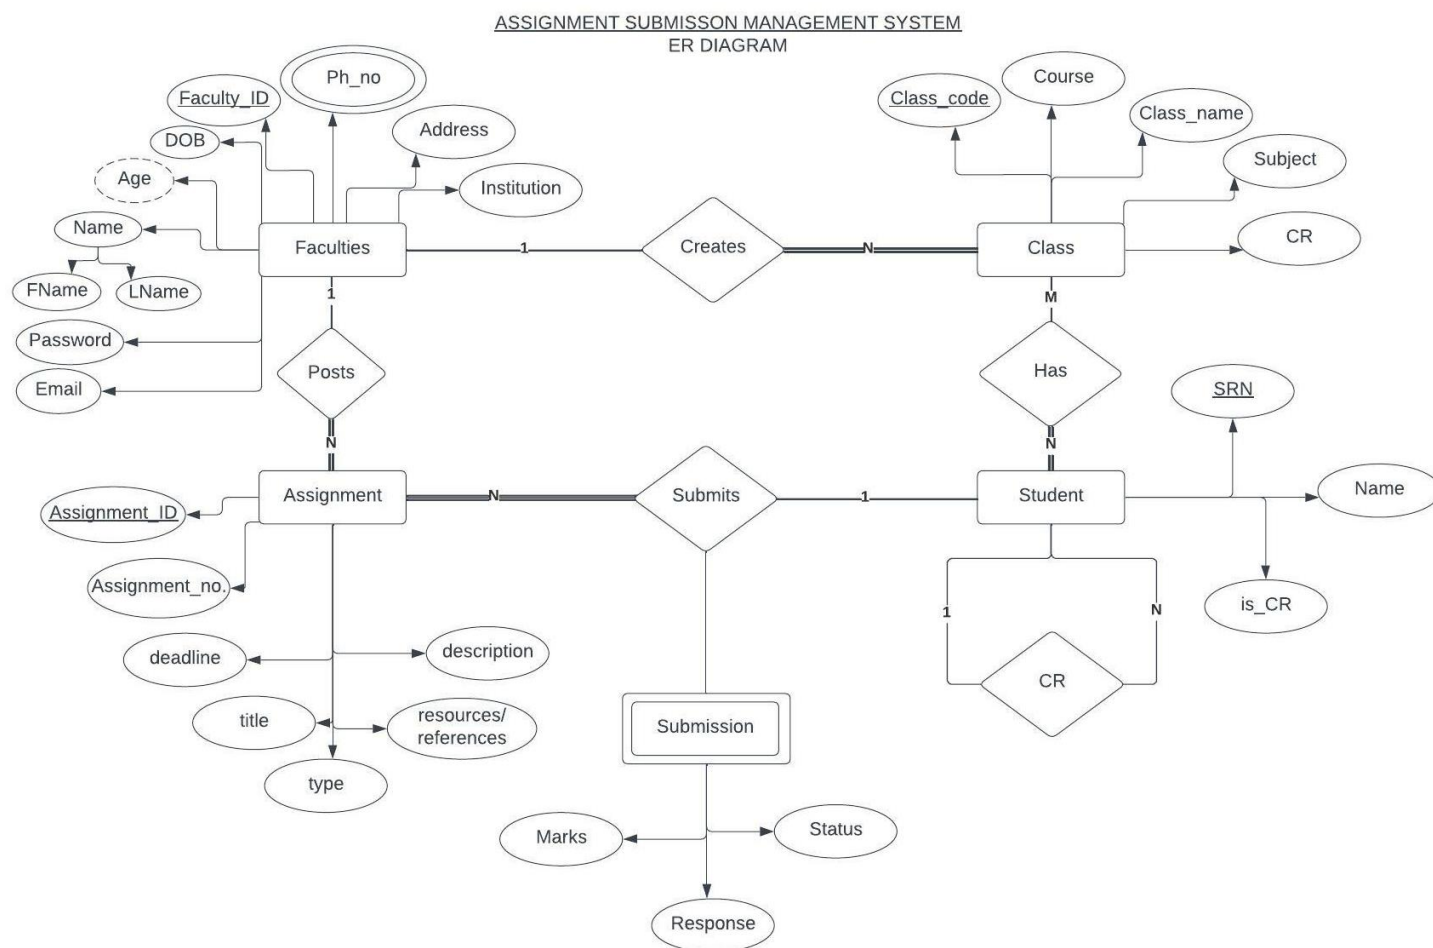 ASSIGNMENT SUBMISSON MANAGEMENT SYSTEM
ER DIAGRAM
Ph_no
Faculty_ID
DOB
Address
Age
Institution
Name
FName
LName
Password
Email
Faculties
1
Creates
N
Class
Class_code
Course
Class_name
Subject
CR
1
Posts
N
M
Has
N
SRN
Name
is_CR
Assignment
N
Submits
1
Student
Assignment_ID
Assignment_no.
deadline
description
title
resources/
references
type
1
N
CR
Submission
Marks
Status
Response